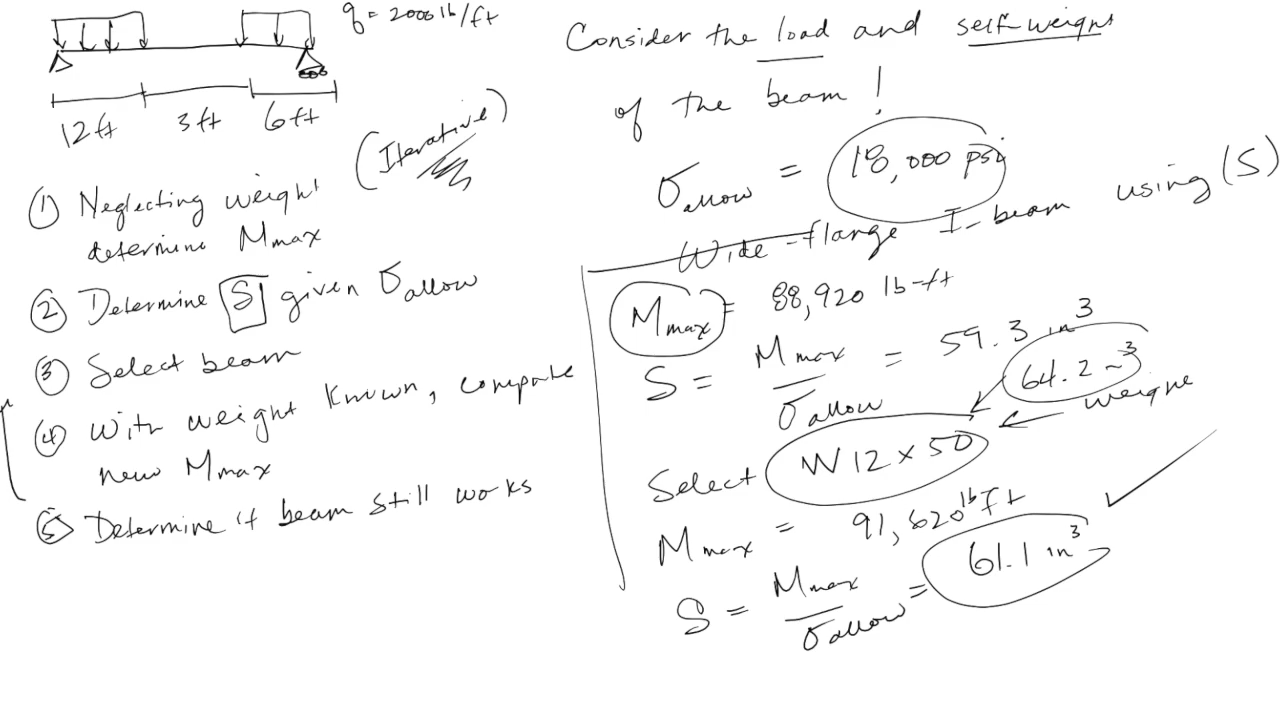 q = 2000 lb/ft
12 ft 3 ft 6 ft
(Iterative)
① Neglecting weight
determine Mmax
② Determine S given σallow
③ Select beam
④ With weight known, compute
new Mmax
⑤ Determine if beam still works
Consider the load and self-weight
of the beam!
σallow = 18,000 psi
Wide-flange I-beam using (S)
Mmax = 88,920 lb-ft
S = Mmax / σallow = 59.3 in³
64.2 in³
Select W 12 x 50 ← weight
Mmax = 91,620 lb ft
S = Mmax / σallow = 61.1 in³